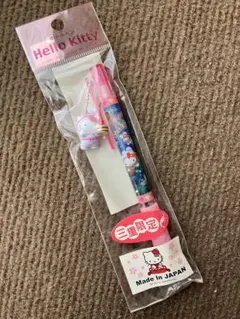 Hello Kitty
三重限定
Made In JAPAN